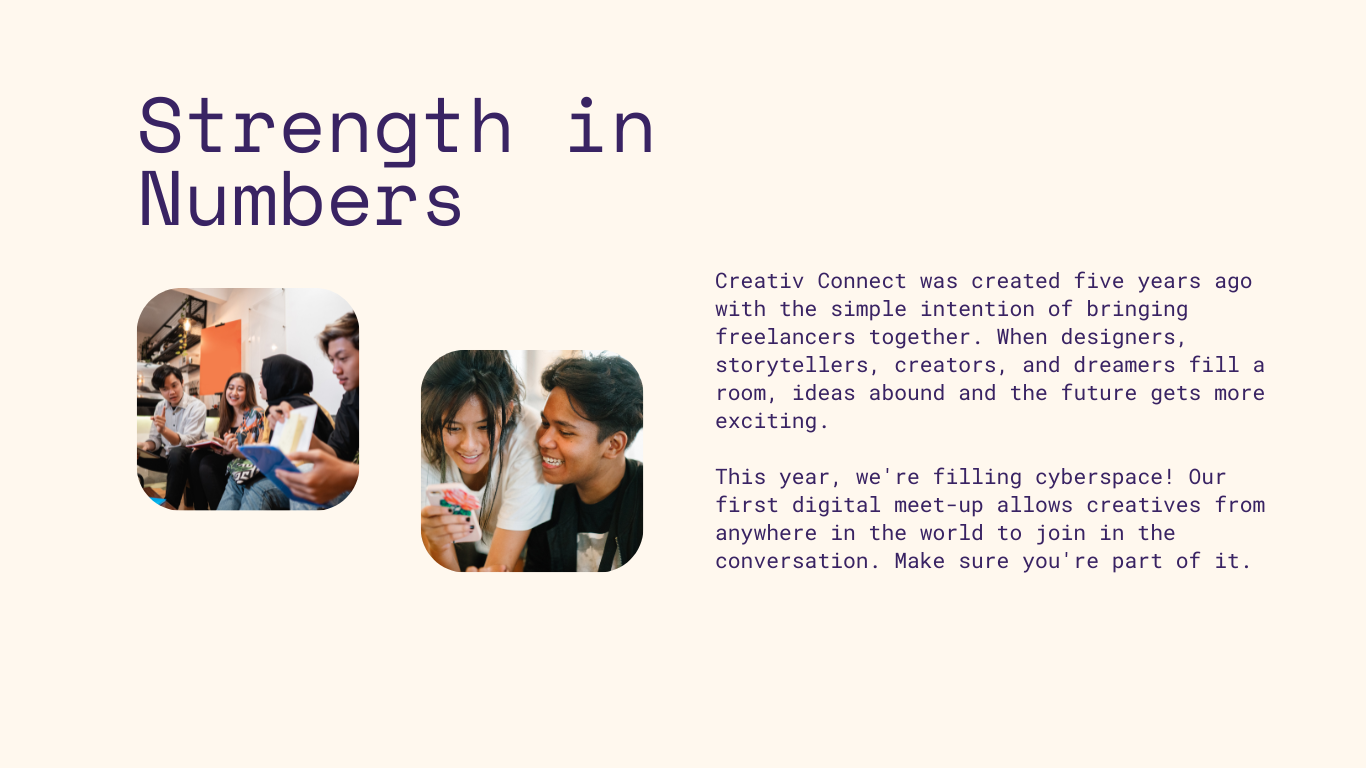 Strength in
Numbers
Creativ Connect was created five years ago
with the simple intention of bringing
freelancers together. When designers,
storytellers, creators, and dreamers fill a
room, ideas abound and the future gets more
exciting.
This year, we're filling cyberspace! Our
first digital meet-up allows creatives from
anywhere in the world to join in the
conversation. Make sure you're part of it.